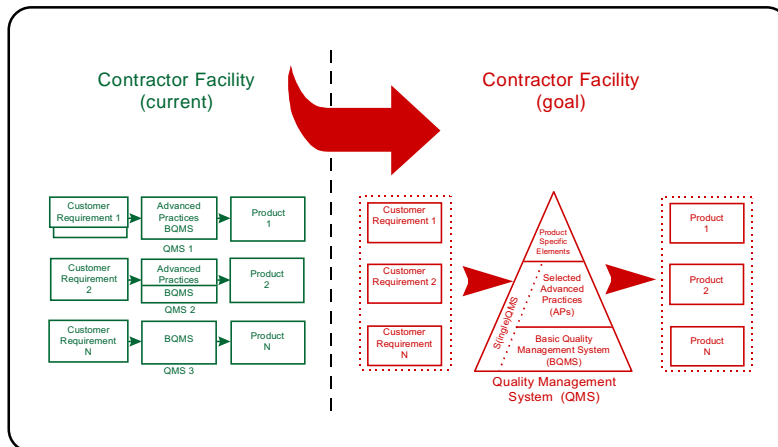 Contractor Facility
(current)
Contractor Facility
(goal)
Customer
Requirement 1
Advanced
Practices
BQMS
Product
1
QMS 1
Customer
Requirement
2
Advanced
Practices
BQMS
Product
2
QMS 2
Customer
Requirement
N
BQMS
Product
N
QMS 3
Customer
Requirement 1
Customer
Requirement 2
Customer
Requirement
N
Product
Specific
Elements
S(ingle)QMS
Selected
Advanced
Practices
(APs)
Basic Quality
Management System
(BQMS)
Quality Management
System (QMS)
Product
1
Product
2
Product
N